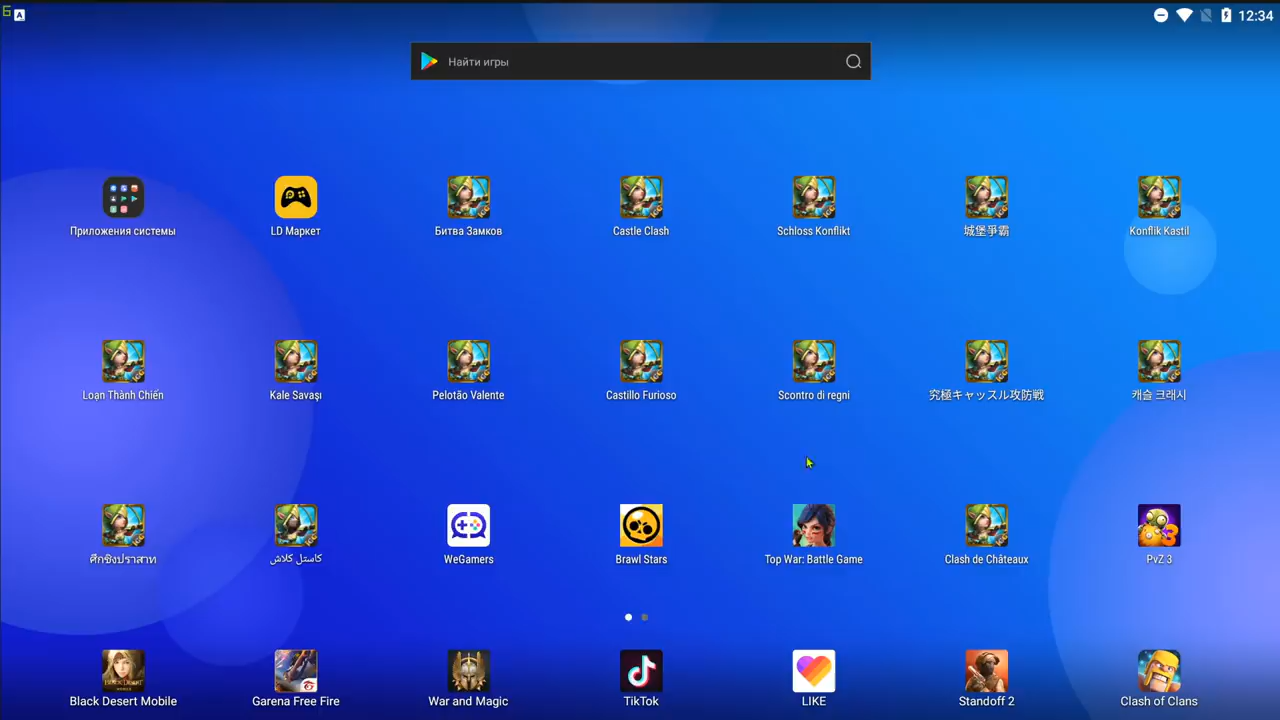 6 A
12:34
Найти игры
Приложения системы
LD Маркет
Битва Замков
Castle Clash
Schloss Konflikt
城堡爭霸
Konflik Kastil
Loạn Thành Chiến
Kale Savaşı
Pelotão Valente
Castillo Furioso
Scontro di regni
究極キャッスル攻防戦
캐슬 크래시
ศึกชิงปราสาท
كاستل كلاش
WeGamers
Brawl Stars
Top War: Battle Game
Clash de Châteaux
PvZ 3
Black Desert Mobile
Garena Free Fire
War and Magic
TikTok
LIKE
Standoff 2
Clash of Clans